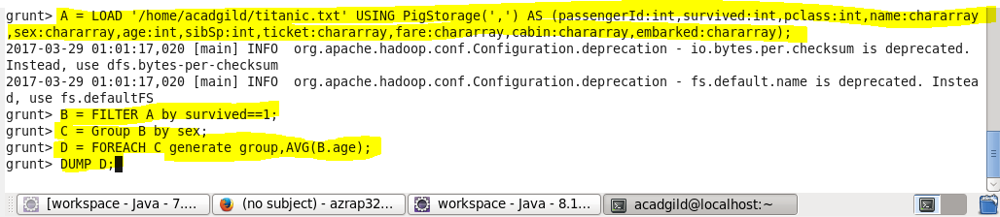 grunt> A = LOAD '/home/acadgild/titanic.txt' USING PigStorage(',') AS (passengerId:int,survived:int,pclass:int,name:chararray
,sex:chararray,age:int,sibSp:int,ticket:chararray,fare:chararray,cabin:chararray,embarked:chararray);
2017-03-29 01:01:17,020 [main] INFO  org.apache.hadoop.conf.Configuration.deprecation - io.bytes.per.checksum is deprecated.
Instead, use dfs.bytes-per-checksum
2017-03-29 01:01:17,020 [main] INFO  org.apache.hadoop.conf.Configuration.deprecation - fs.default.name is deprecated. Instea
d, use fs.defaultFS
grunt> B = FILTER A by survived==1;
grunt> C = Group B by sex;
grunt> D = FOREACH C generate group,AVG(B.age);
grunt> DUMP D;
[workspace - Java - 7.... (no subject) - azrap32... workspace - Java - 8.1... acadgild@localhost:~